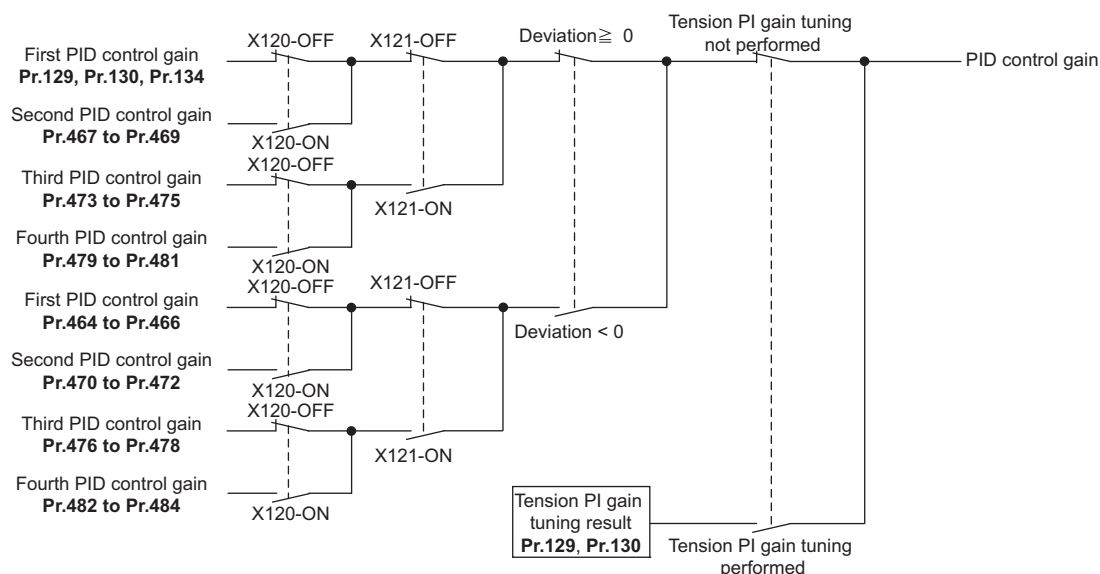 Tension PI gain tuning
not performed
Deviation≧ 0
X120-OFF
X121-OFF
First PID control gain
Pr.129, Pr.130, Pr.134
PID control gain
Second PID control gain
Pr.467 to Pr.469
X120-ON
X120-OFF
Third PID control gain
Pr.473 to Pr.475
X121-ON
Fourth PID control gain
Pr.479 to Pr.481
X120-ON
X120-OFF
X121-OFF
First PID control gain
Pr.464 to Pr.466
Deviation < 0
Second PID control gain
Pr.470 to Pr.472
X120-ON
X120-OFF
Third PID control gain
Pr.476 to Pr.478
X121-ON
Fourth PID control gain
Pr.482 to Pr.484
X120-ON
Tension PI gain
tuning result
Pr.129, Pr.130
Tension PI gain tuning
performed